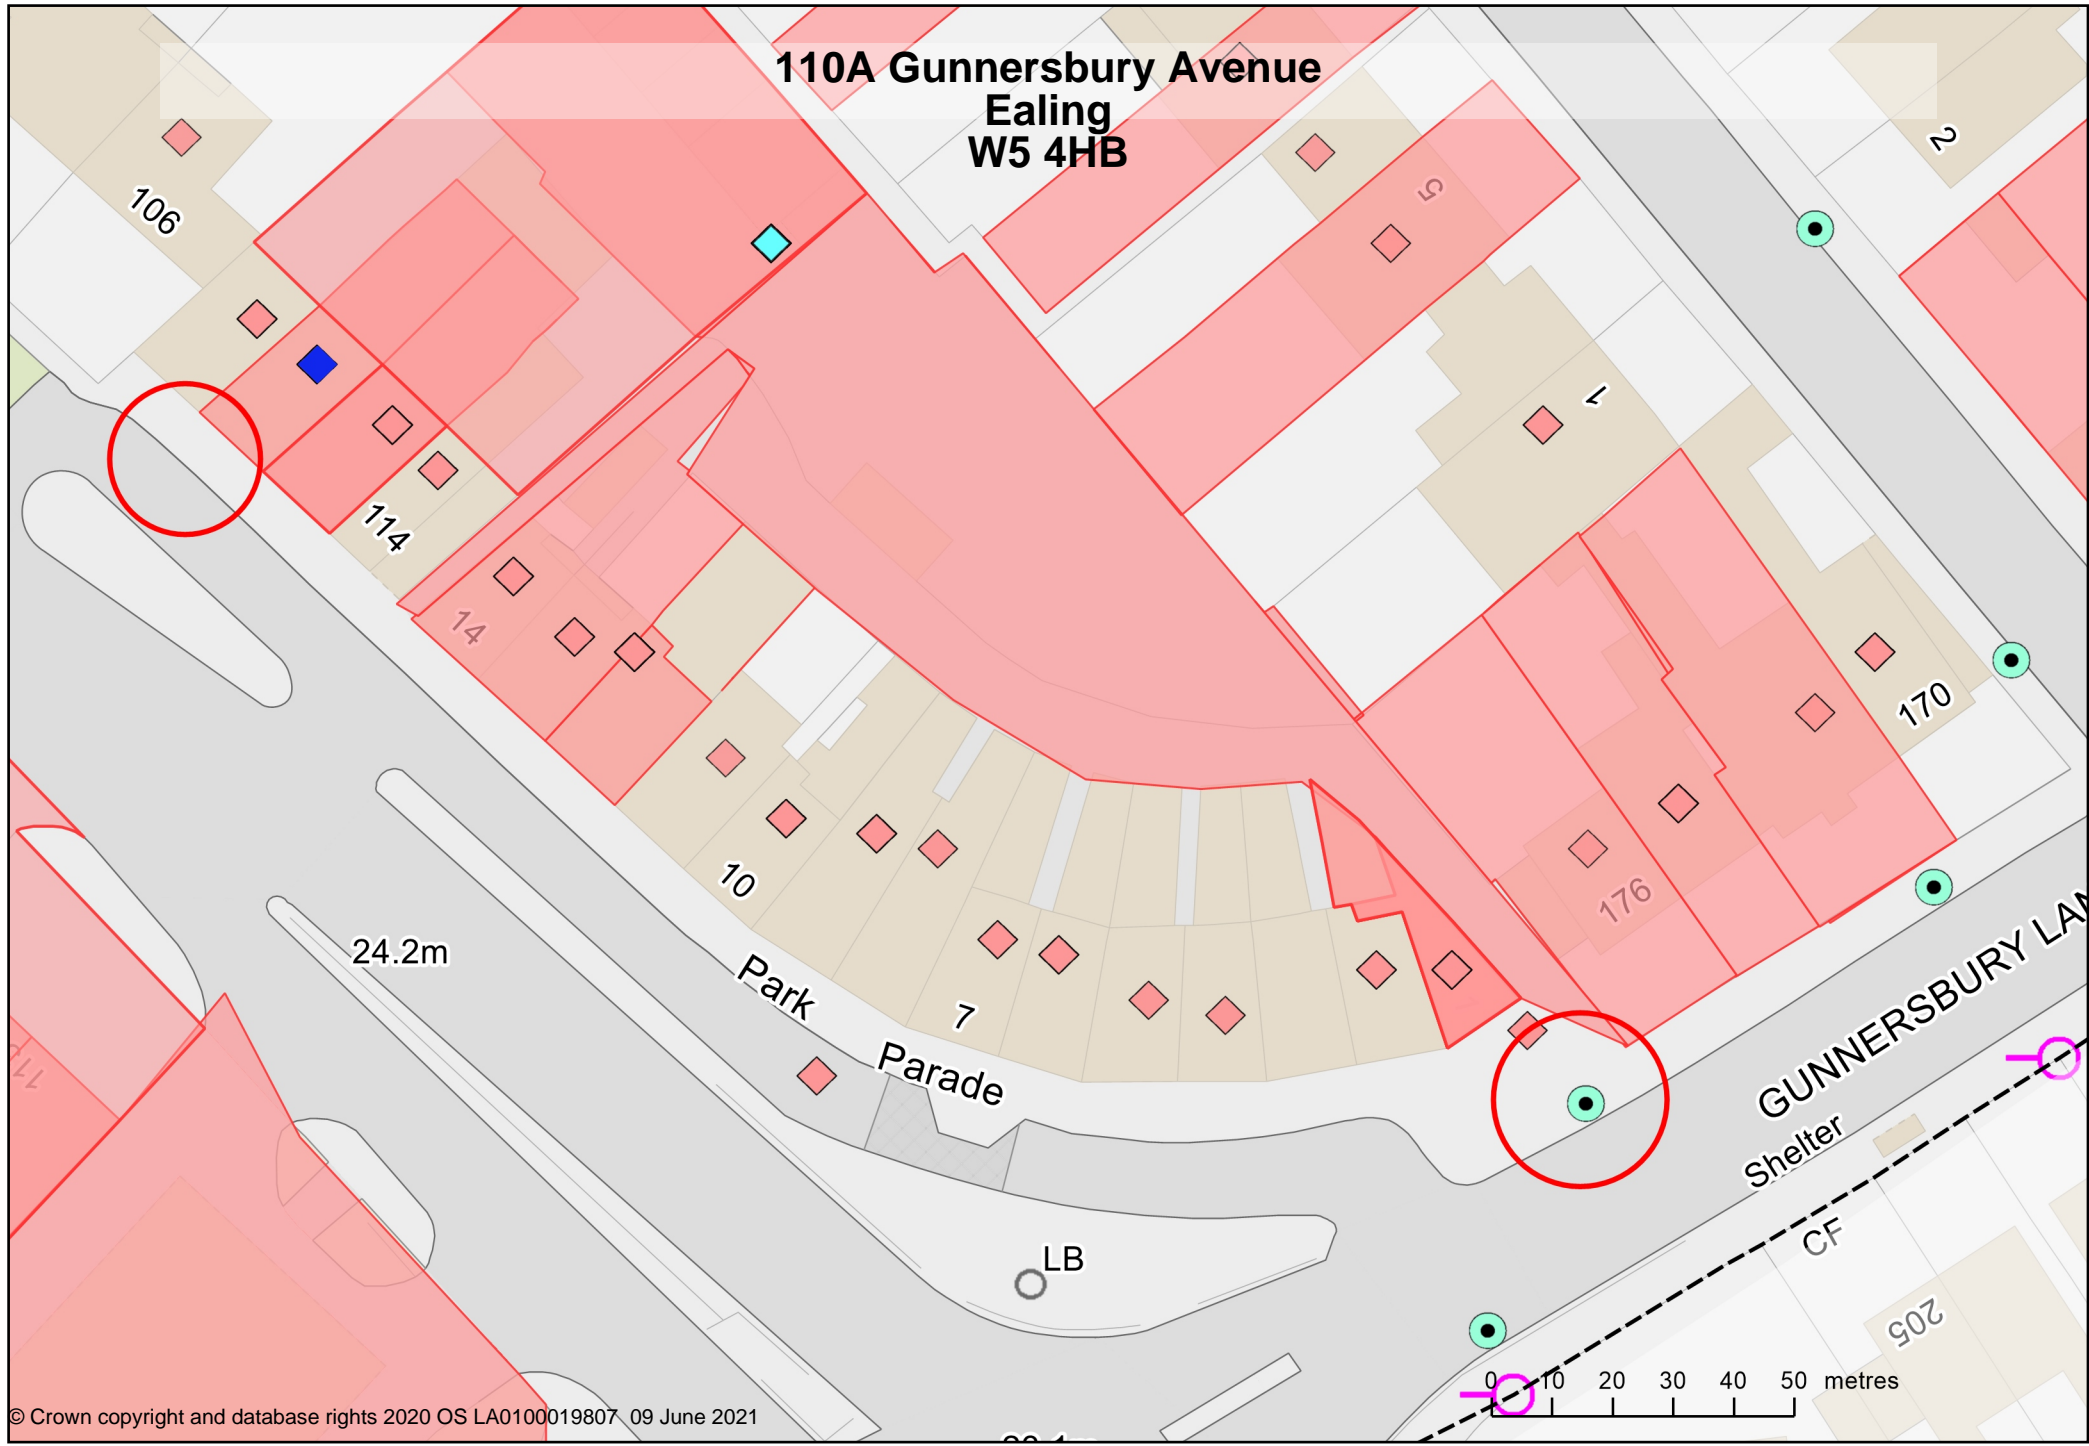 110A Gunnersbury Avenue
Ealing
W5 4HB
2
5
106
1
114
14
170
10
176
24.2m
Park
Parade
7
GUNNERSBURY LAN
Shelter
CF
LB
205
0 10 20 30 40 50 metres
© Crown copyright and database rights 2020 OS LA0100019807 09 June 2021